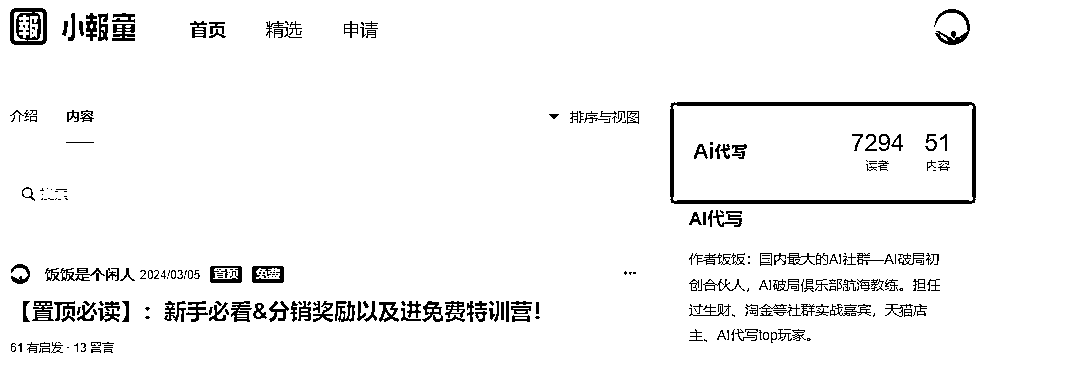 報 小報童 首页 精选 申请
介绍 内容 排序与视图
Ai代写 7294 读者 51 内容
AI代写
作者饭饭：国内最大的AI社群—AI破局初
创合伙人，AI破局俱乐部航海教练。担任
过生财、淘金等社群实战嘉宾，天猫店
主、AI代写top玩家。
饭饭是个闲人 2024/03/05 首页 免费
【置顶必读】：新手必看&分销奖励以及进免费特训营!
61 有启发 · 13 留言